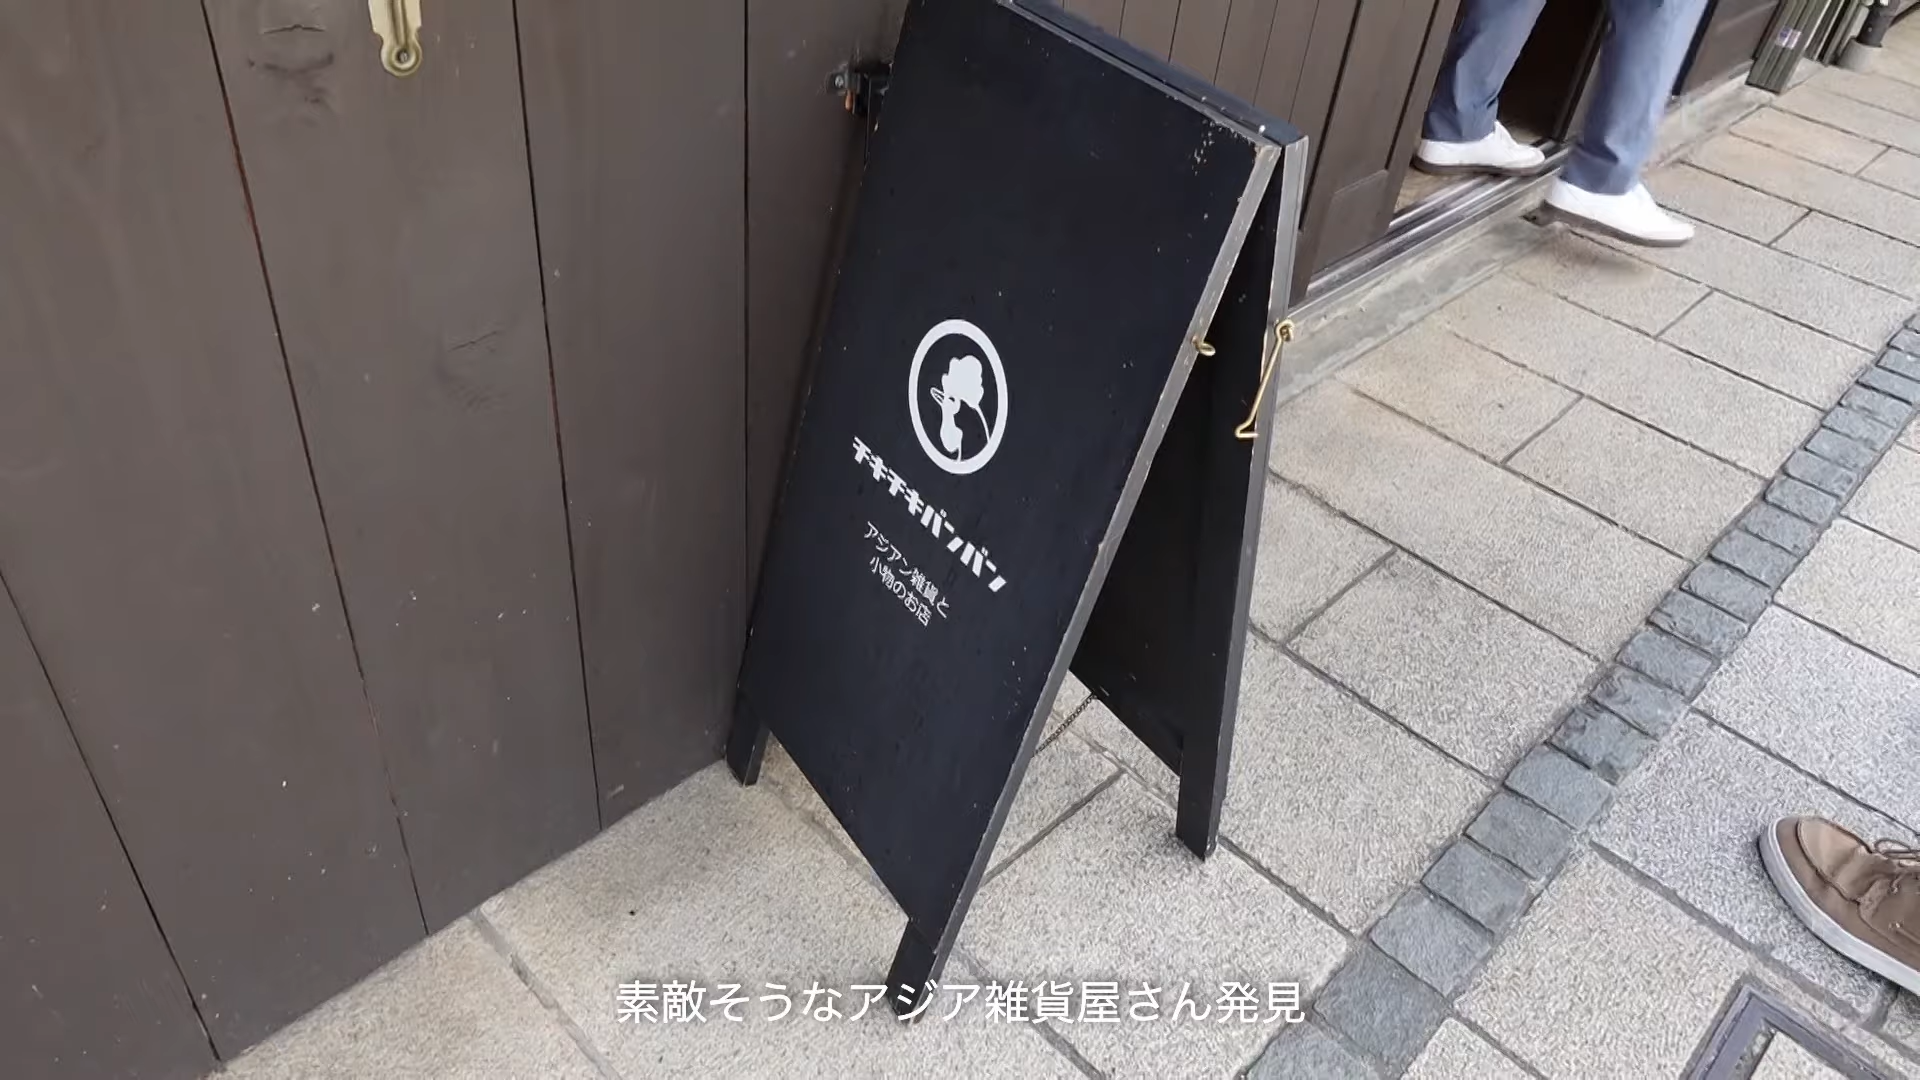 チキチキバンバン
アジアン雑貨と
小物のお店
素敵そうなアジア雑貨屋さん発見